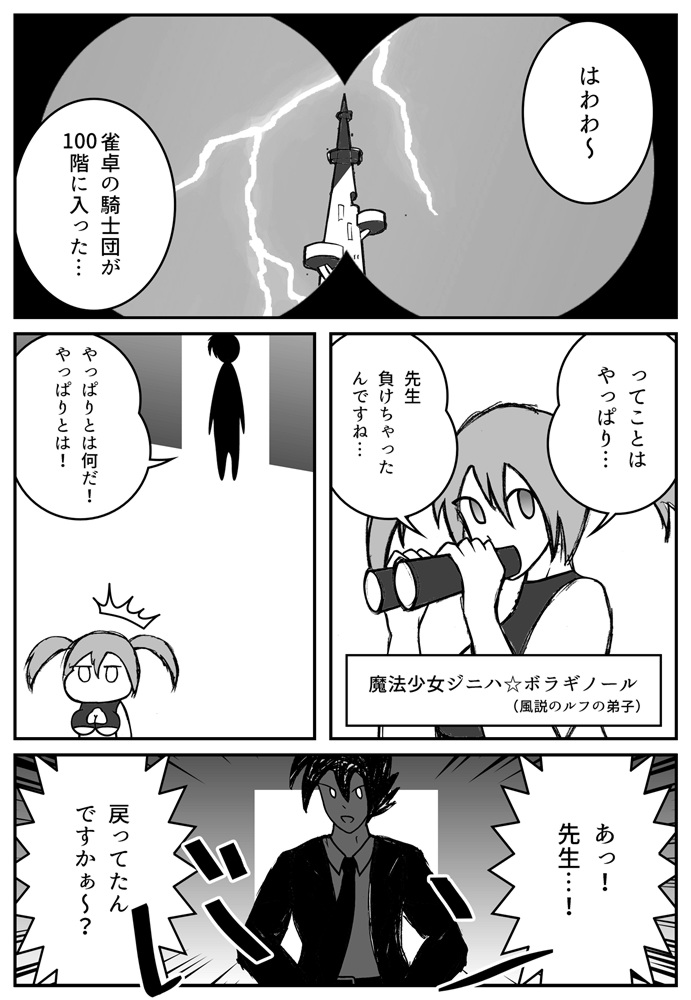 はわわ～
雀卓の騎士団が
100階に入った…
ってことは
やっぱり…
先生
負けちゃった
んですね…
魔法少女ジニハ☆ボラギノール
（風説のルフの弟子）
やっぱりとは何だ！
やっぱりとは！
あっ！
先生…！
戻ってたん
ですかぁ～？
バーン